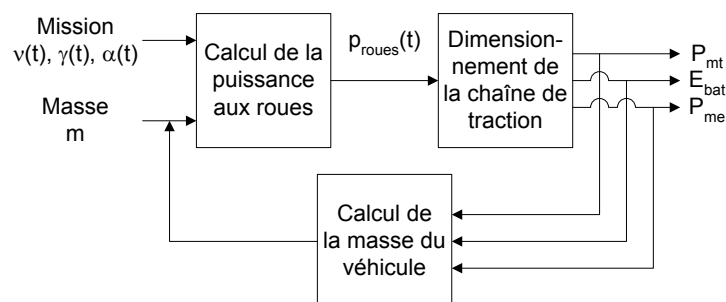 Mission
ν(t), γ(t), α(t)
Masse
m
Calcul de la
puissance
aux roues
p_roues(t)
Dimension-
nement de
la chaîne de
traction
P_mt
E_bat
P_me
Calcul de
la masse du
véhicule